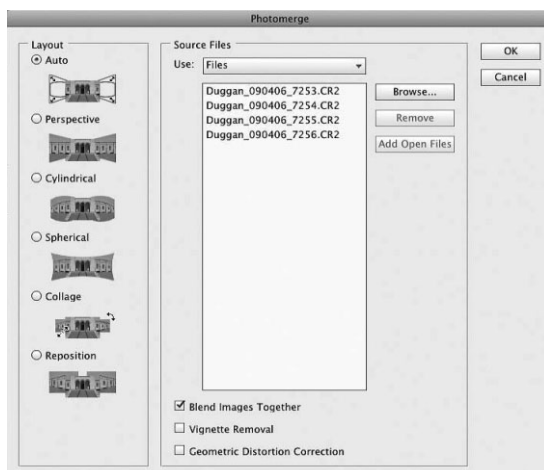 Photomerge
Layout
Auto
Perspective
Cylindrical
Spherical
Collage
Reposition
Source Files
Use: Files
Duggan_090406_7253.CR2
Duggan_090406_7254.CR2
Duggan_090406_7255.CR2
Duggan_090406_7256.CR2
Browse...
Remove
Add Open Files
Blend Images Together
Vignette Removal
Geometric Distortion Correction
OK
Cancel